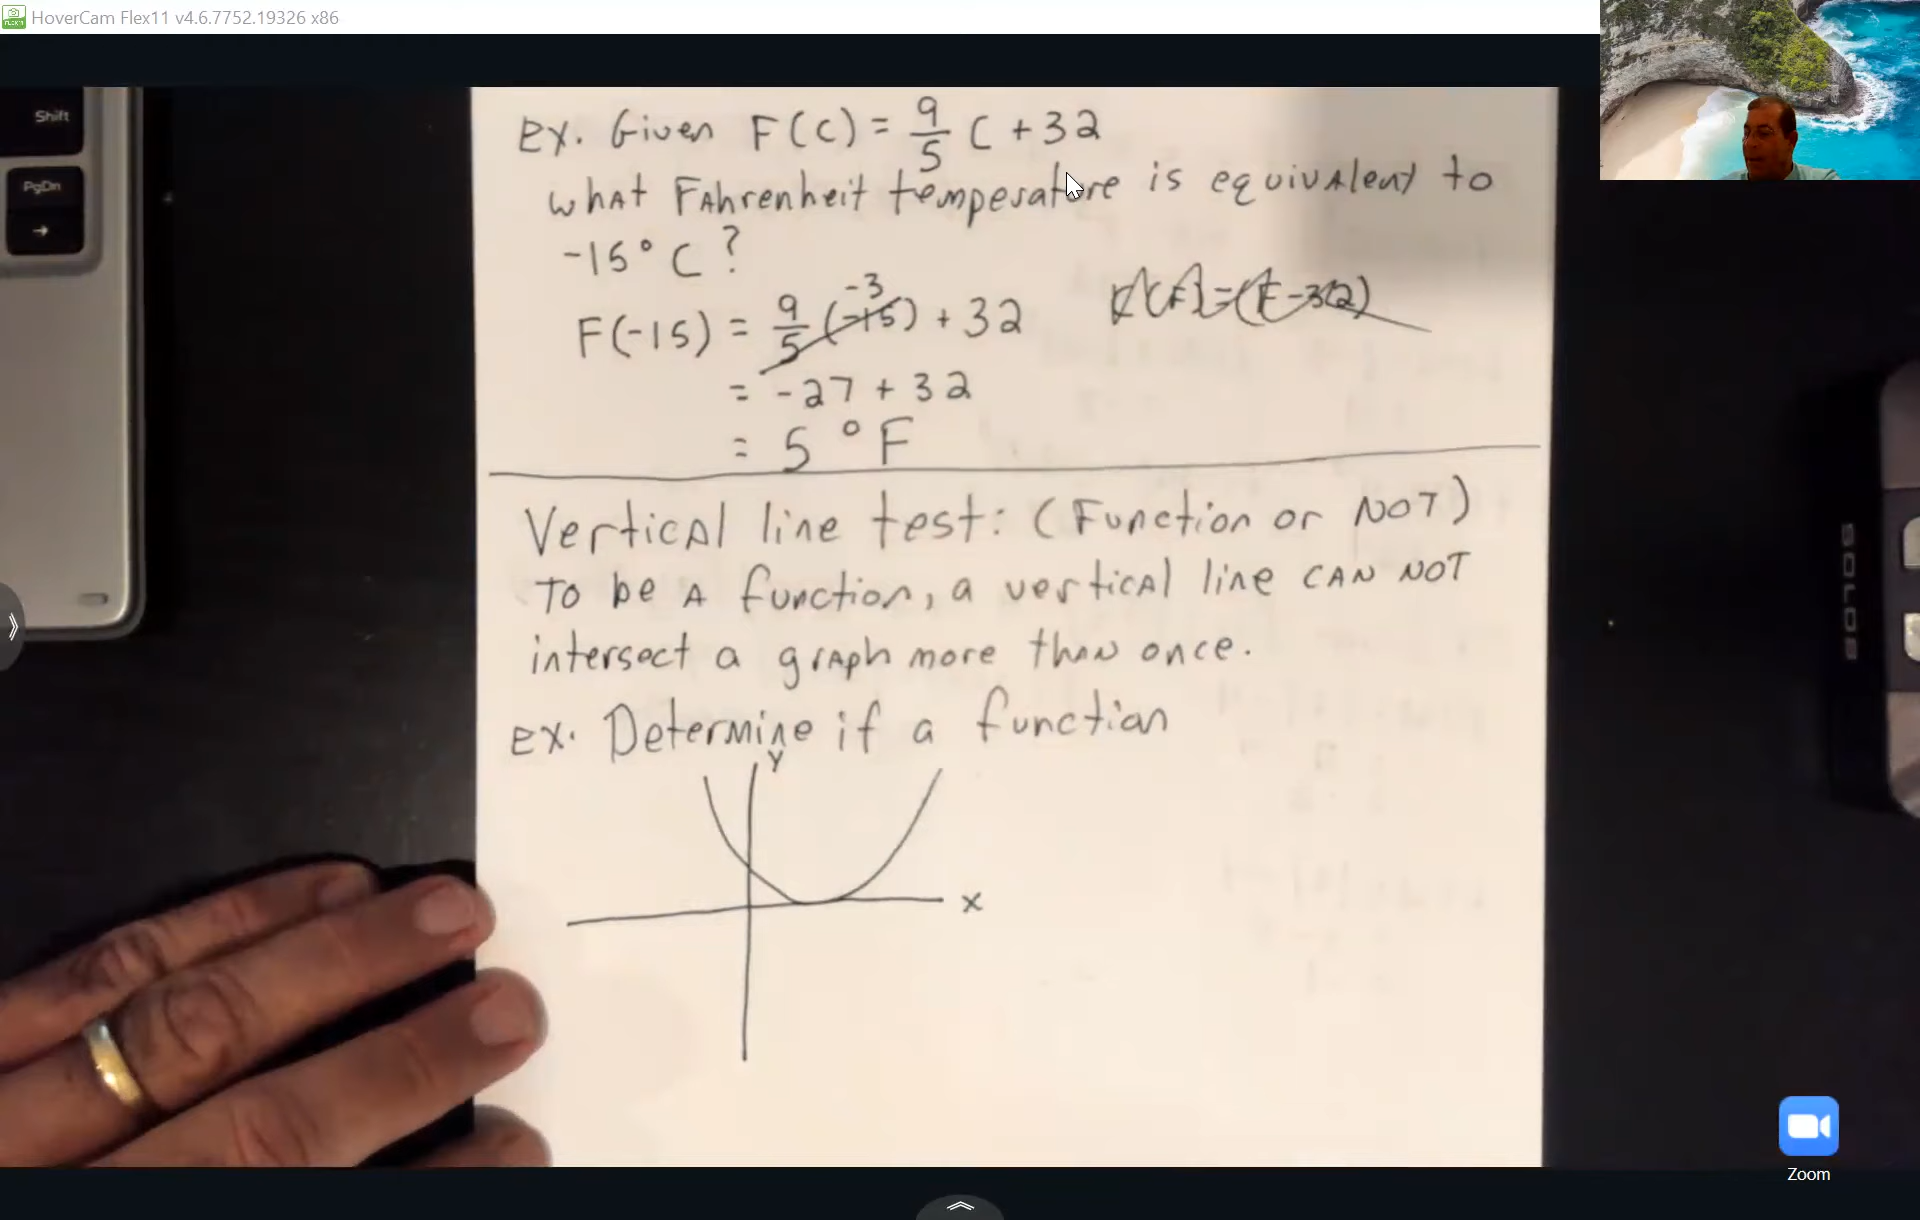 HoverCam Flex11 v4.6.7752.19326 x86
Shift
PgDn
→
Ex. Given F(C) = 9/5 C + 32
what Fahrenheit temperature is equivalent to
-15° C ?
F(-15) = 9/5 (-15) + 32
-3
= -27 + 32
= 5 °F
Vertical line test: (Function or NOT)
To be A function, a vertical line CAN NOT
intersect a graph more than once.
Ex. Determine if a function
Y
X
SOLOS
Zoom